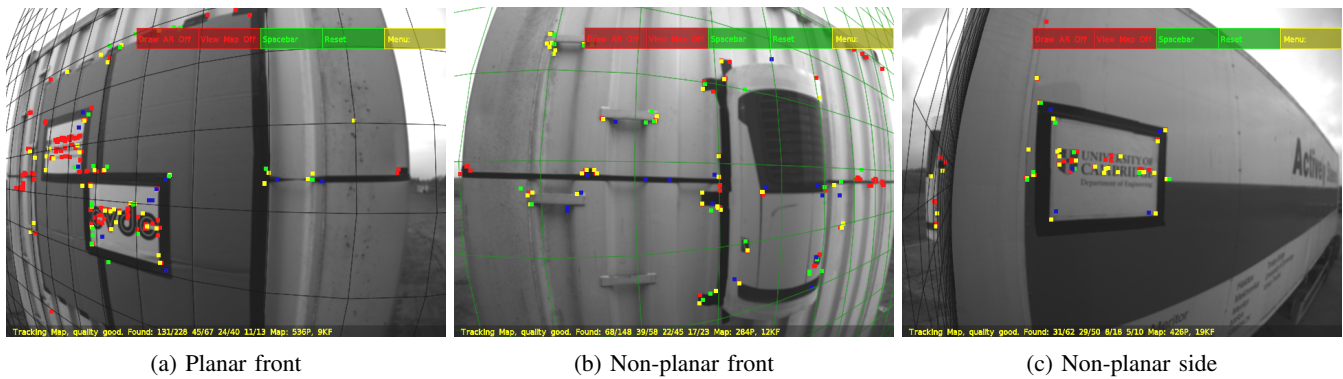 Draw AR Off View Map Off Spacebar Reset Menu:
Tracking Map, quality good. Found: 131/228 45/67 24/40 11/13 Map: 536P, 9KF
(a) Planar front
Draw AR Off View Map Off Spacebar Reset Menu:
Tracking Map, quality good. Found: 68/148 39/58 22/45 17/23 Map: 284P, 12KF
(b) Non-planar front
Draw AR Off View Map Off Spacebar Reset Menu:
UNIVERSITY OF
CAMBRIDGE
Department of Engineering
Actively
Tracking Map, quality good. Found: 31/62 29/50 8/18 5/10 Map: 426P, 19KF
(c) Non-planar side